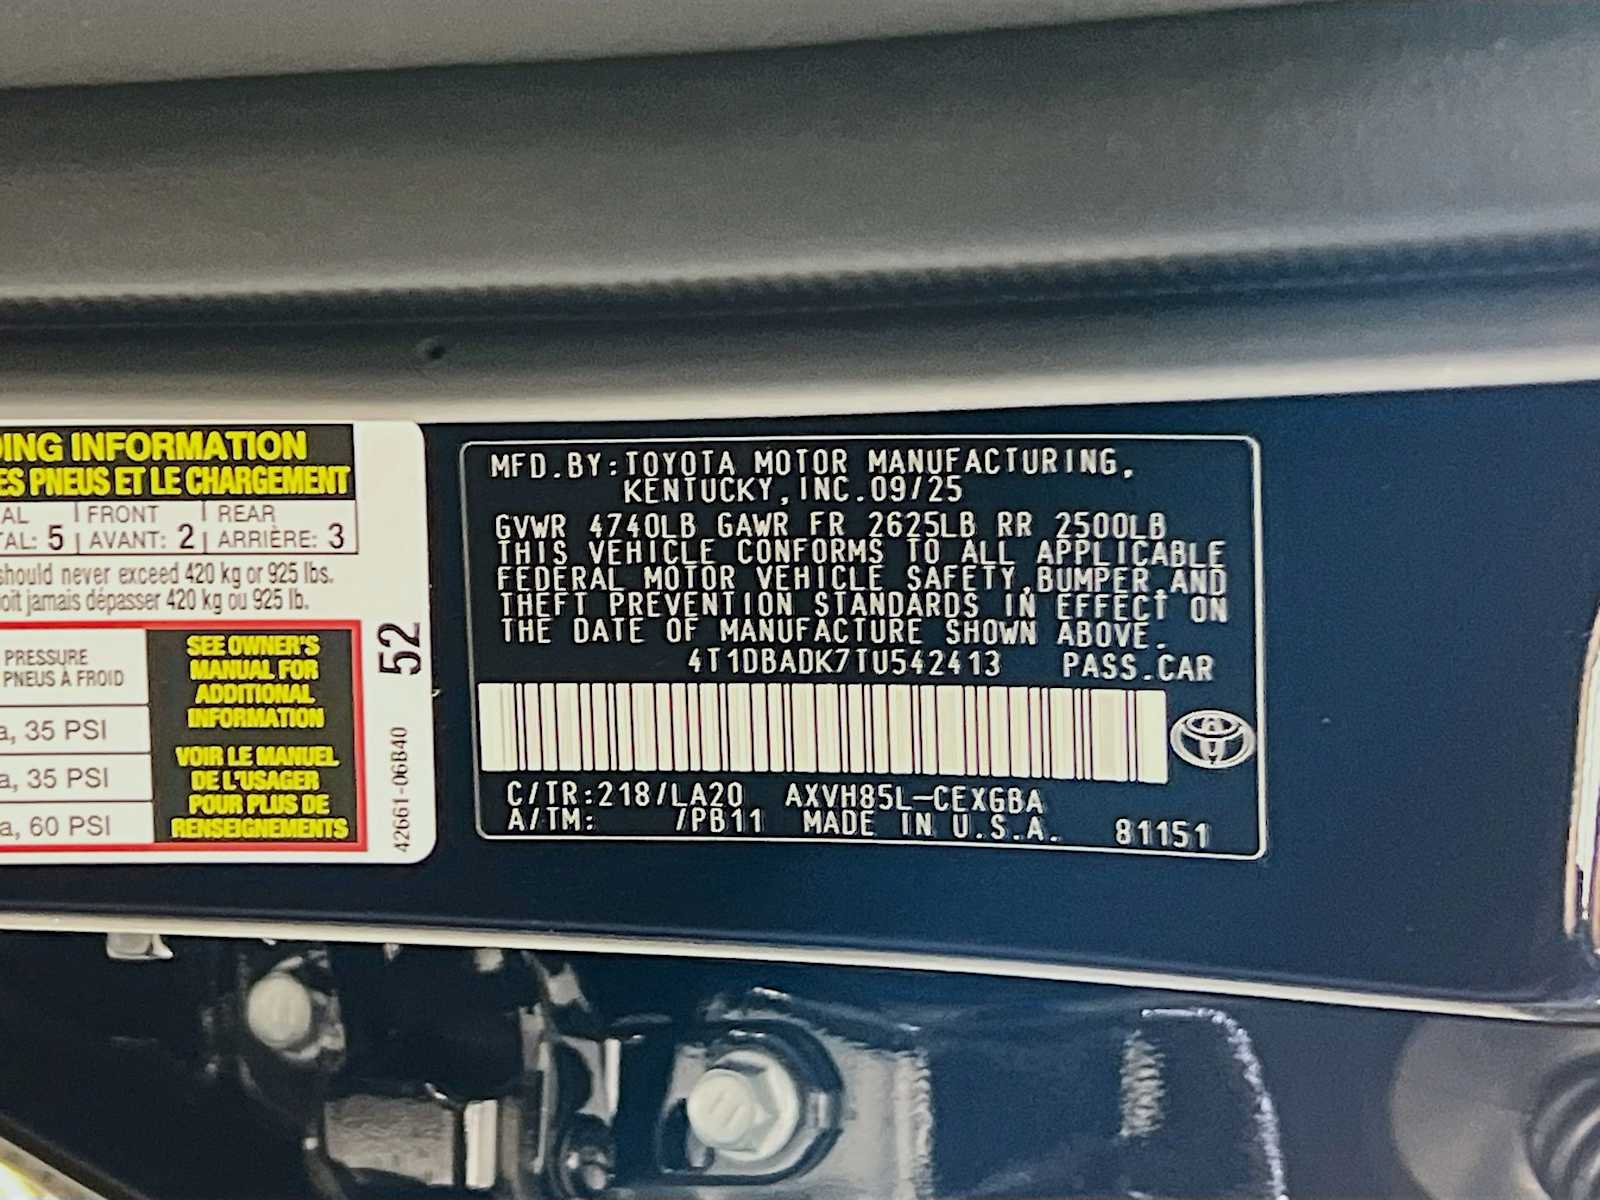 ING INFORMATION
ES PNEUS ET LE CHARGEMENT
AL FRONT REAR
TAL: 5 AVANT: 2 ARRIÈRE: 3
should never exceed 420 kg or 925 lbs.
oit jamais dépasser 420 kg ou 925 lb.
PRESSURE
PNEUS À FROID
a, 35 PSI
a, 35 PSI
a, 60 PSI
SEE OWNER'S
MANUAL FOR
ADDITIONAL
INFORMATION
VOIR LE MANUEL
DE L'USAGER
POUR PLUS DE
RENSEIGNEMENTS
52
42661-06B40
MFD.BY:TOYOTA MOTOR MANUFACTURING,
KENTUCKY,INC.09/25
GVWR 4740LB GAWR FR 2625LB RR 2500LB
THIS VEHICLE CONFORMS TO ALL APPLICABLE
FEDERAL MOTOR VEHICLE SAFETY,BUMPER,AND
THEFT PREVENTION STANDARDS IN EFFECT ON
THE DATE OF MANUFACTURE SHOWN ABOVE.
4T1DBADK7TU542413 PASS.CAR
C/TR:218/LA20 AXVH85L-CEXGBA
A/TM: /PB11 MADE IN U.S.A. 81151